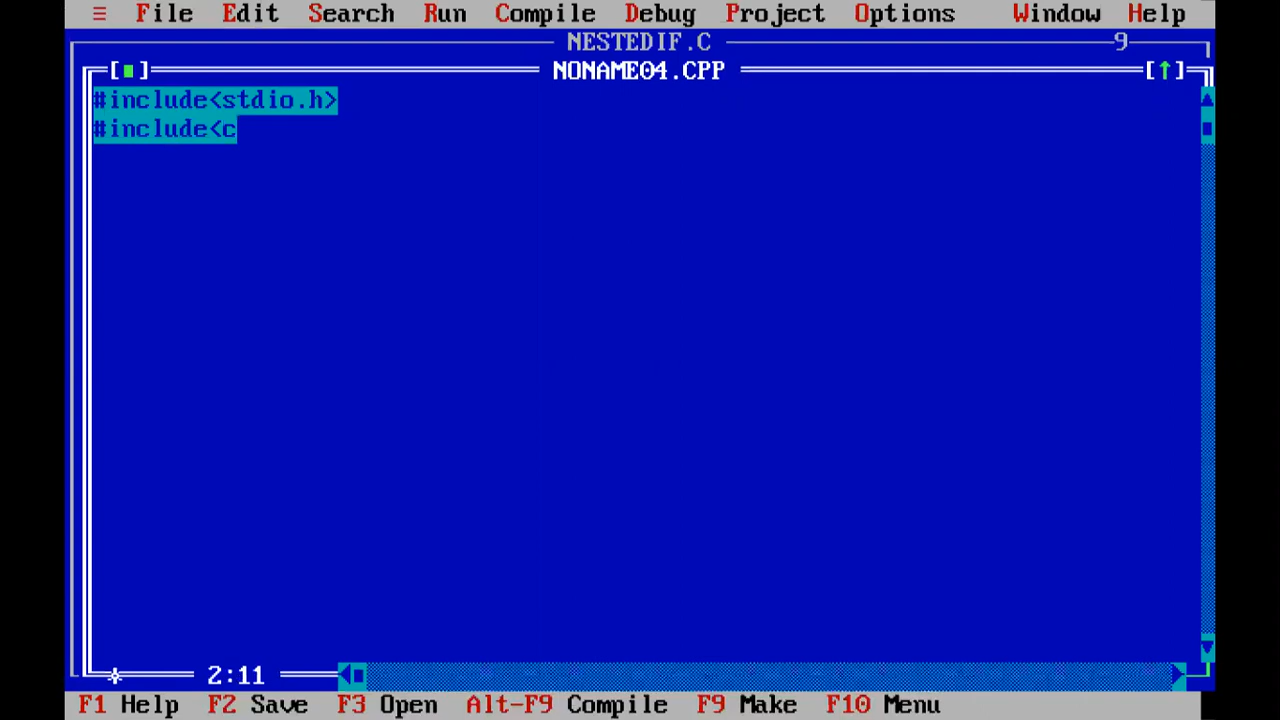 ≡ File Edit Search Run Compile Debug Project Options Window Help
NESTEDIF.C 9
[■] NONAME04.CPP [↑]
#include<stdio.h>
#include<c
2:11
F1 Help F2 Save F3 Open Alt-F9 Compile F9 Make F10 Menu